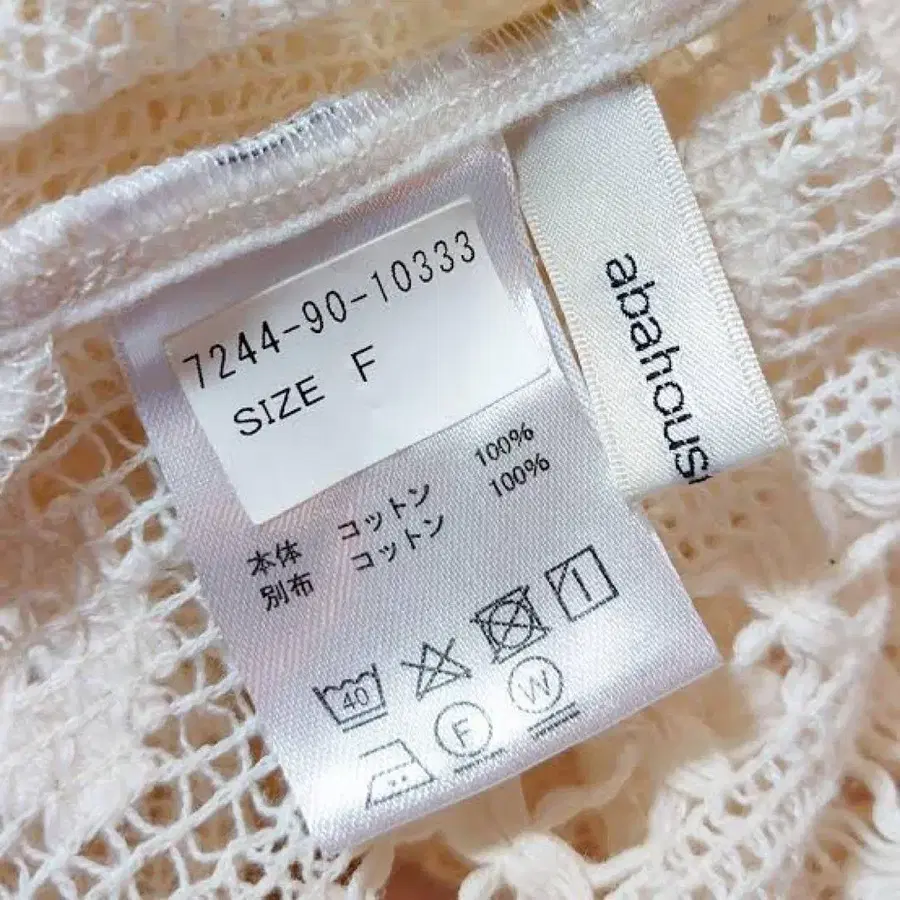 7244-90-10333
SIZE F
本体 コットン 100%
別布 コットン 100%
40
F
W
abahous